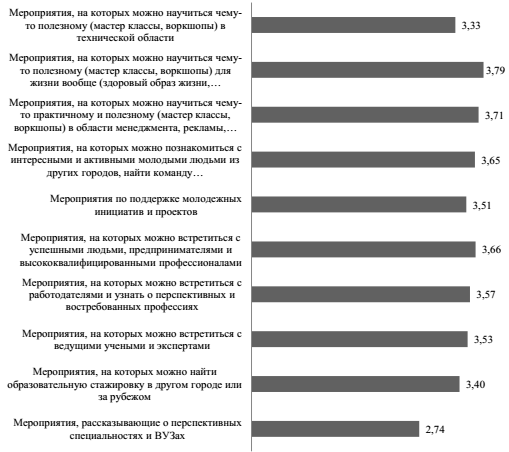 Мероприятия, на которых можно научиться чему-
то полезному (мастер классы, воркшопы) в
технической области
3,33
Мероприятия, на которых можно научиться чему-
то полезному (мастер классы, воркшопы) для
жизни вообще (здоровый образ жизни,…
3,79
Мероприятия, на которых можно научиться чему-
то практичному и полезному (мастер классы,
воркшопы) в области менеджмента, рекламы,…
3,71
Мероприятия, на которых можно познакомиться с
интересными и активными молодыми людьми из
других городов, найти команду…
3,65
Мероприятия по поддержке молодежных
инициатив и проектов
3,51
Мероприятия, на которых можно встретиться с
успешными людьми, предпринимателями и
высококвалифицированными профессионалами
3,66
Мероприятия, на которых можно встретиться с
работодателями и узнать о перспективных и
востребованных профессиях
3,57
Мероприятия, на которых можно встретиться с
ведущими учеными и экспертами
3,53
Мероприятия, на которых можно найти
образовательную стажировку в другом городе или
за рубежом
3,40
Мероприятия, рассказывающие о перспективных
специальностях и ВУЗах
2,74